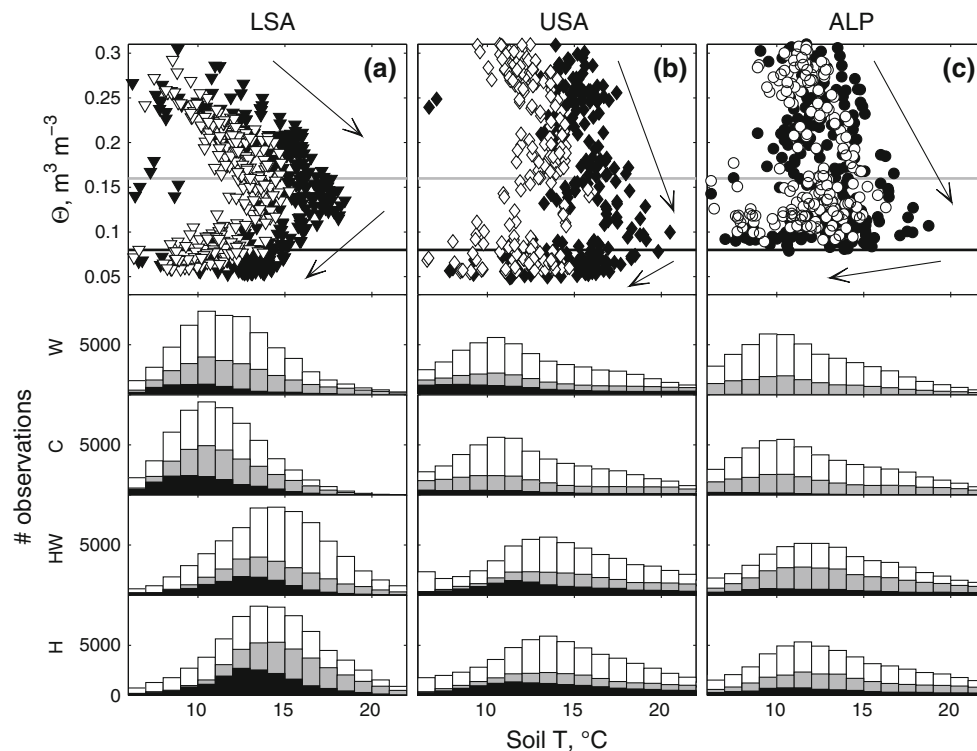 LSA USA ALP
(a) (b) (c)
Θ, m³ m⁻³
0.3
0.25
0.2
0.15
0.1
0.05
# observations
W
5000
C
5000
HW
5000
H
5000
0
10 15 20 10 15 20 10 15 20
Soil T, °C